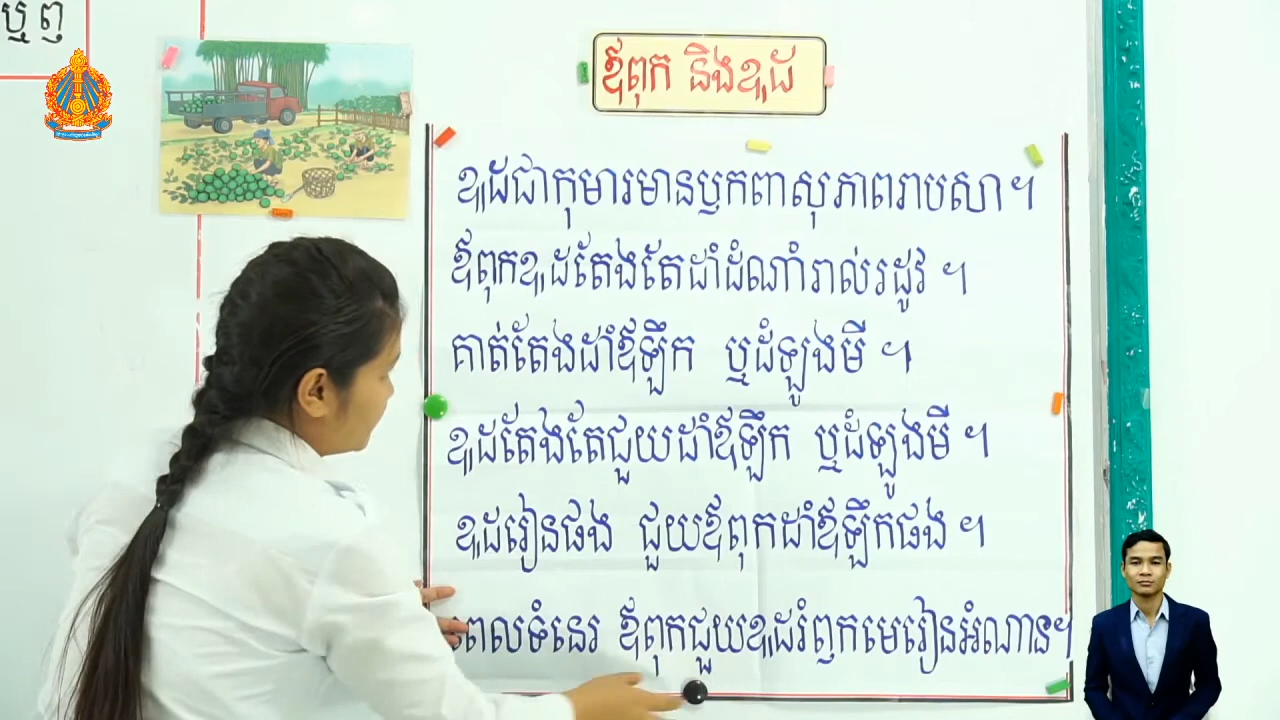 ឬ ឭ
ឪពុក និងឧដ
ឧដជាកុមារមានឫកពាសុភាពរាបសា។
ឪពុកឧដតែងតែដាំដំណាំរាល់រដូវ ។
គាត់តែងដាំឪឡឹក ឬដំឡូងមី ។
ឧដតែងតែជួយដាំឪឡឹក ឬដំឡូងមី ។
ឧដរៀនផង ជួយឪពុកដាំឪឡឹកផង ។
ពេលទំនេរ ឪពុកជួយឧដរំឭកមេរៀនអំណាន។